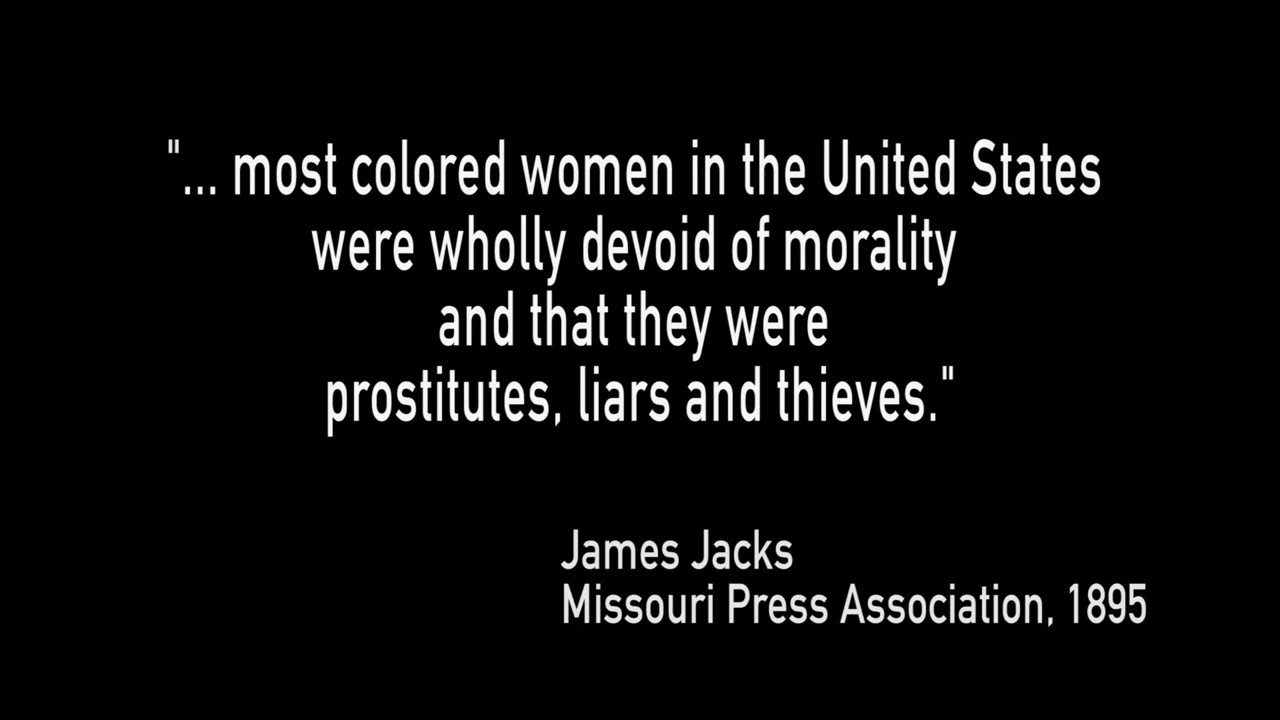 "... most colored women in the United States
were wholly devoid of morality
and that they were
prostitutes, liars and thieves."
James Jacks
Missouri Press Association, 1895